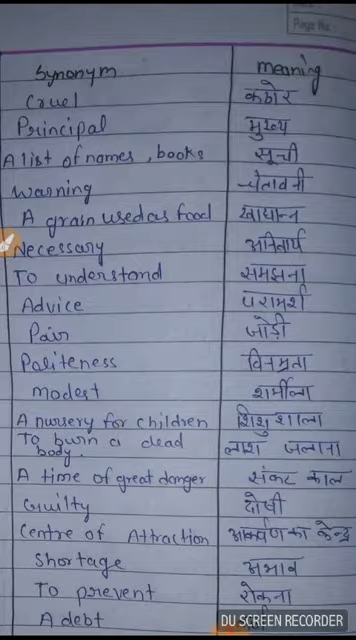 Page No.
Synonym meaning
Cruel कठोर
Principal मुख्य
A list of names, books सूची
Warning चेतावनी
A grain used as food खाद्यान्न
Necessary अनिवार्य
To understand समझना
Advice परामर्श
Pair जोड़ी
Politeness विनम्रता
modest शर्मीला
A nursery for children शिशुशाला
To burn a dead body. लाश जलाना
A time of great danger संकट काल
Guilty दोषी
Centre of Attraction आकर्षण का केन्द्र
Shortage अभाव
To prevent रोकना
A debt
DU SCREEN RECORDER